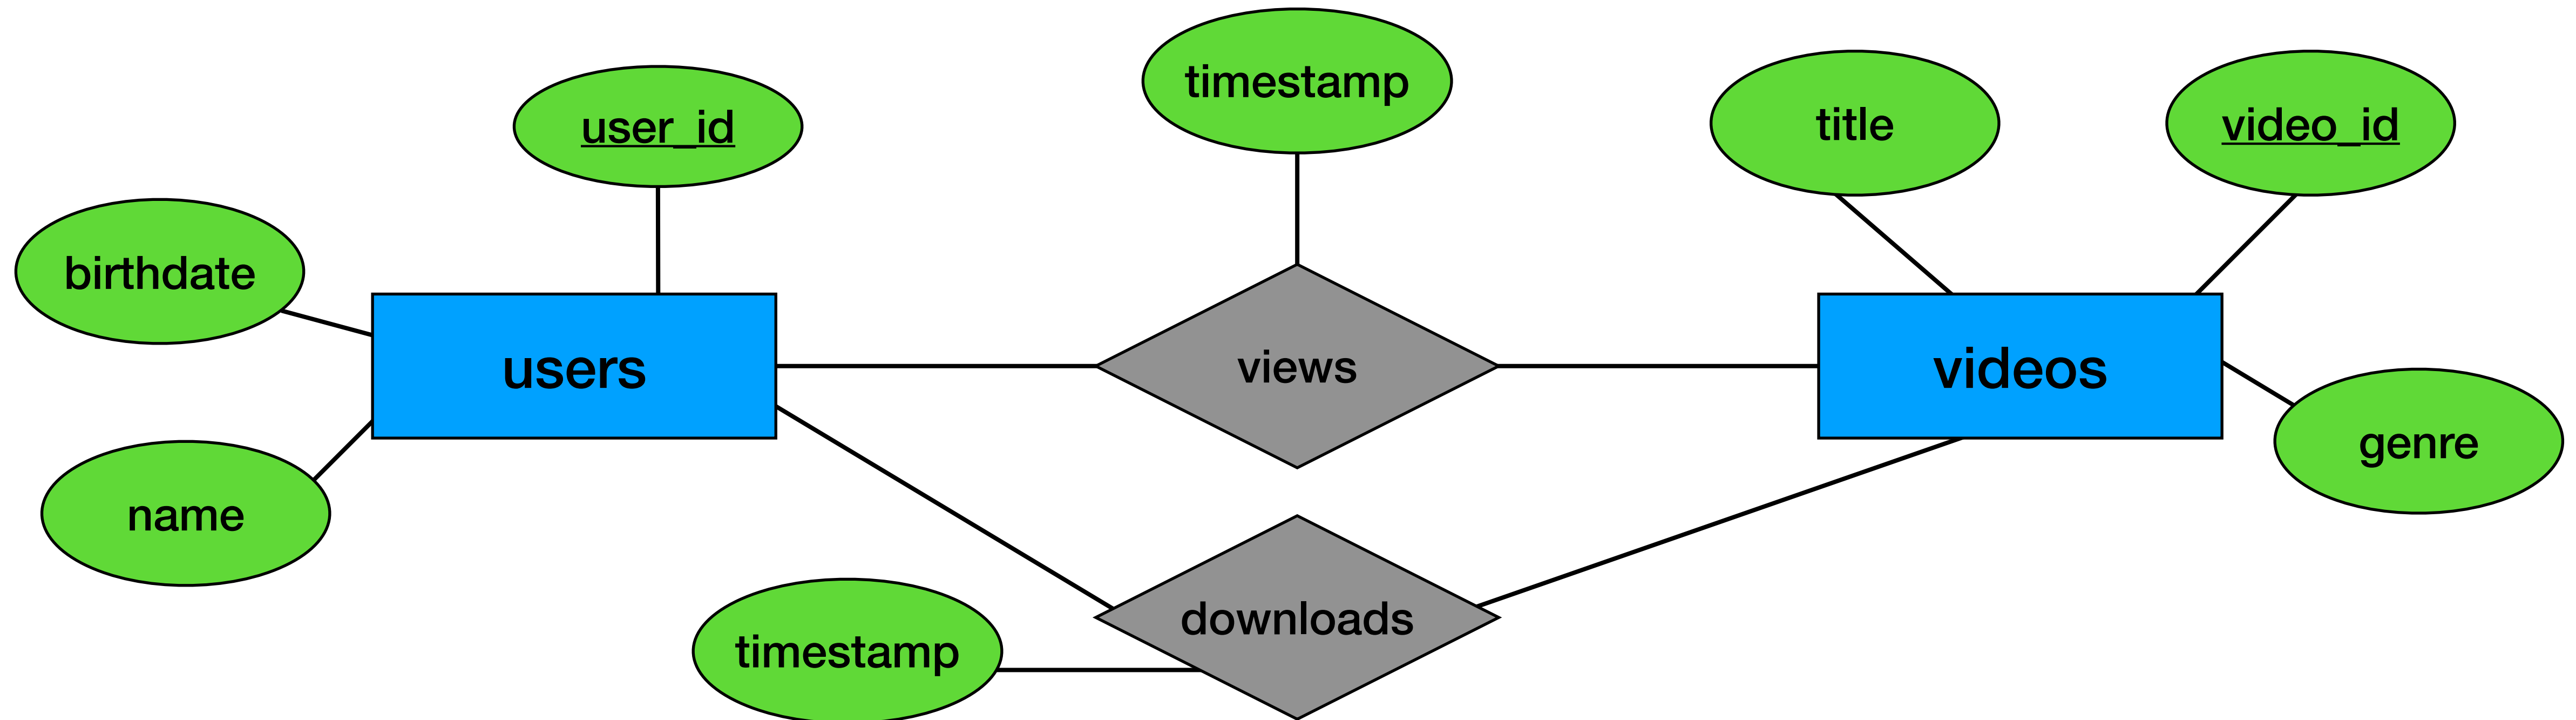 timestamp
title
video_id
user_id
birthdate
users
views
videos
genre
name
downloads
timestamp